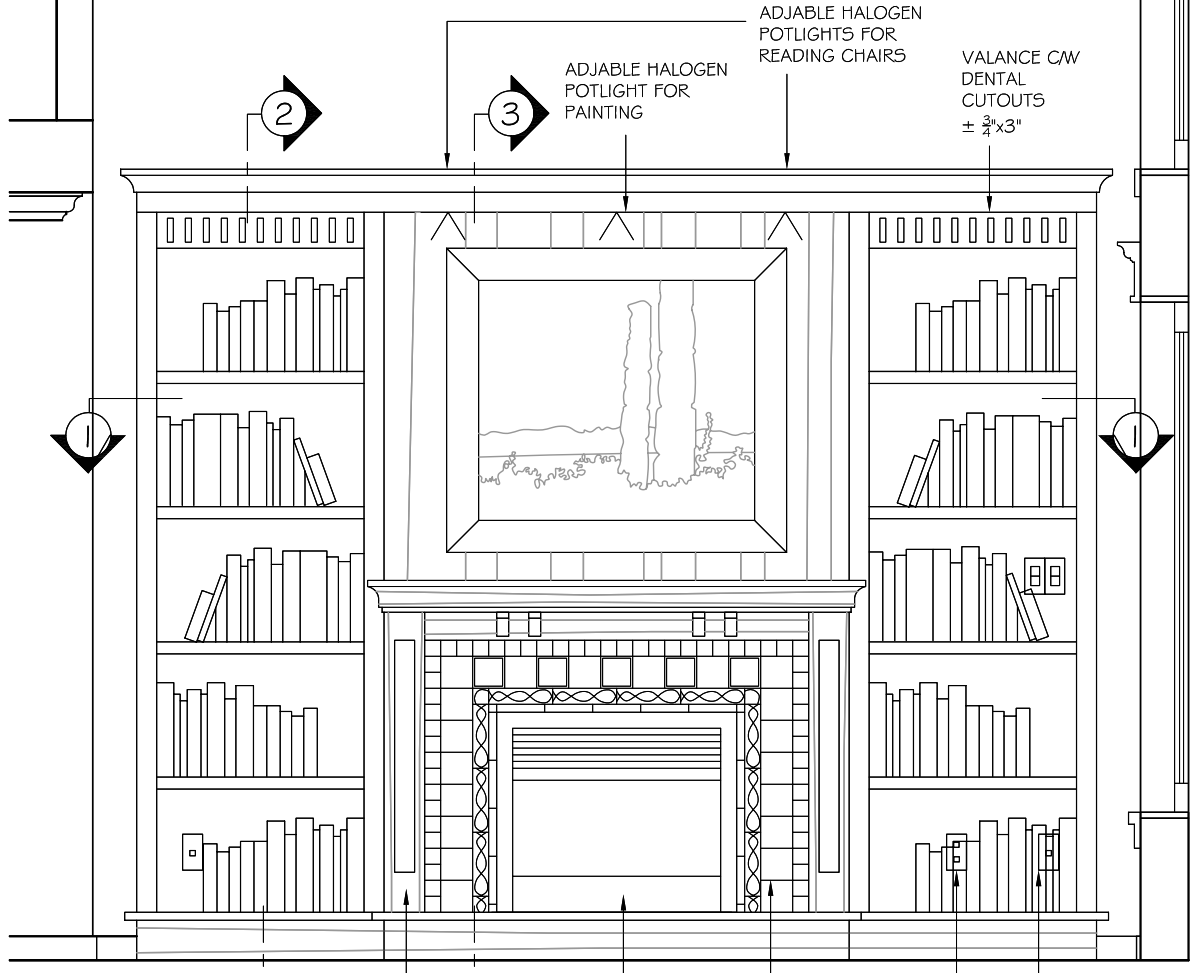 ADJABLE HALOGEN
POTLIGHTS FOR
READING CHAIRS
ADJABLE HALOGEN
POTLIGHT FOR
PAINTING
VALANCE C/W
DENTAL
CUTOUTS
± 3/4"x3"
2
3
1
1